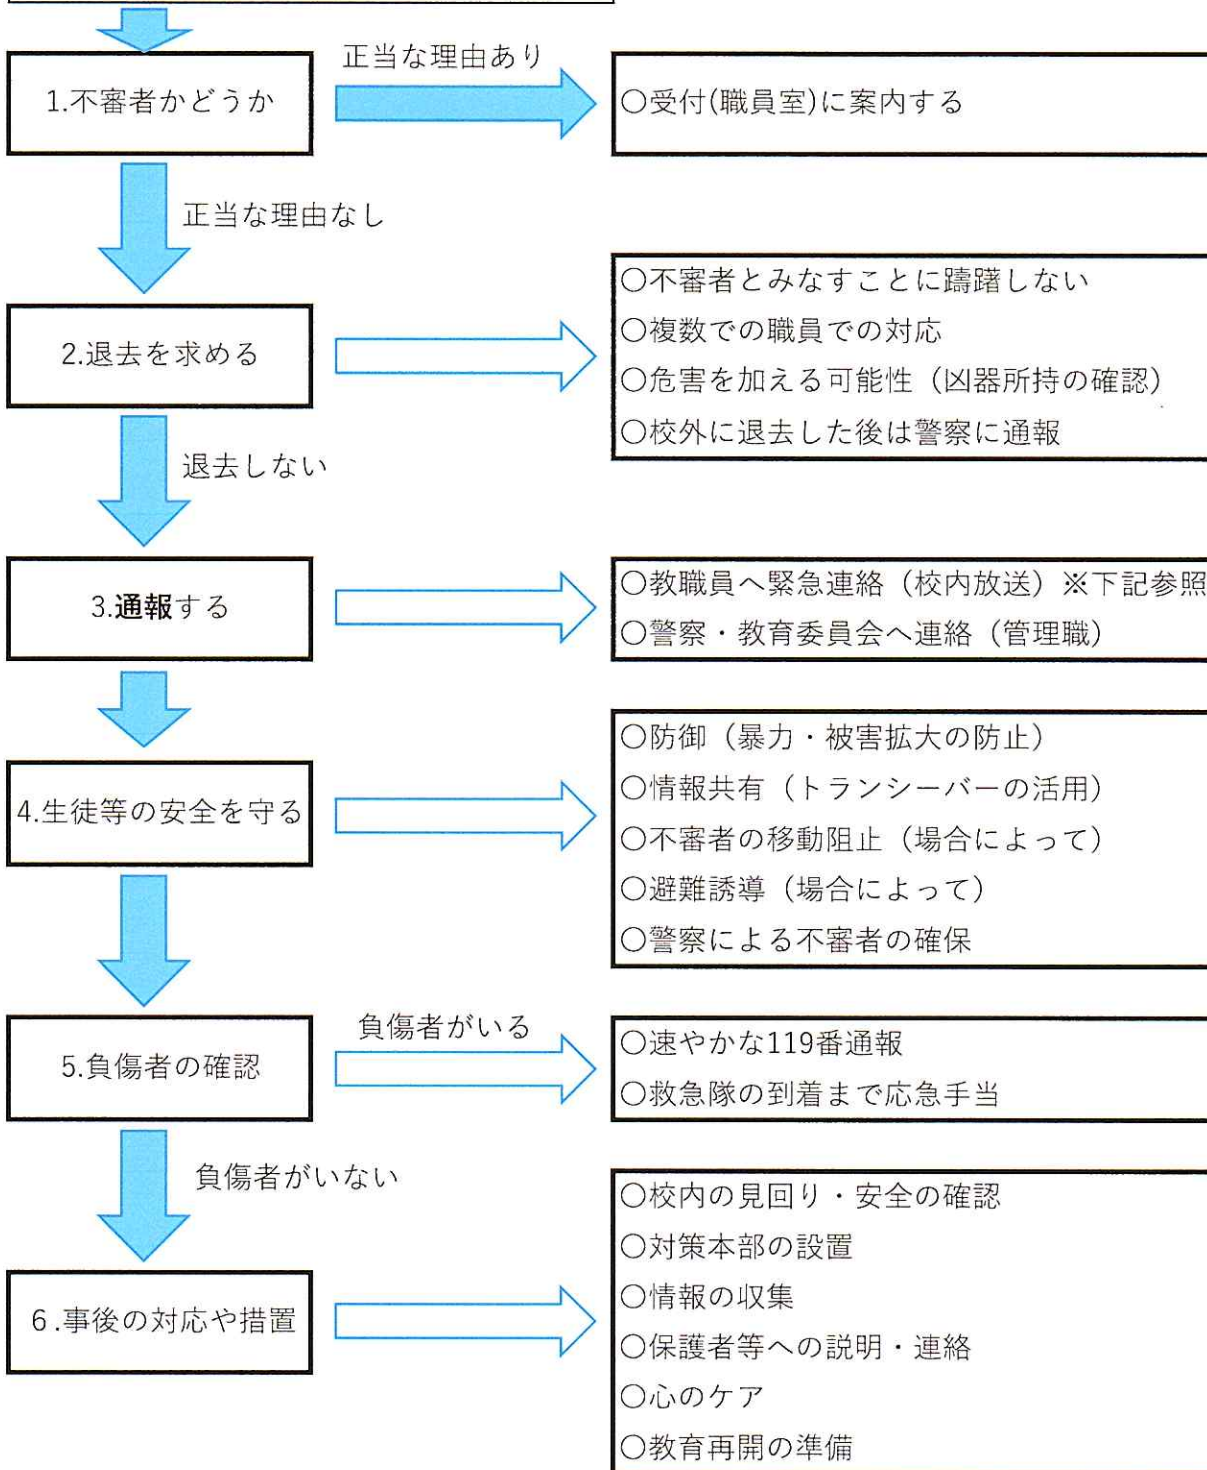 1.不審者かどうか
正当な理由あり
○受付(職員室)に案内する
正当な理由なし
2.退去を求める
○不審者とみなすことに躊躇しない
○複数での職員での対応
○危害を加える可能性（凶器所持の確認）
○校外に退去した後は警察に通報
退去しない
3.通報する
○教職員へ緊急連絡（校内放送）※下記参照
○警察・教育委員会へ連絡（管理職）
4.生徒等の安全を守る
○防御（暴力・被害拡大の防止）
○情報共有（トランシーバーの活用）
○不審者の移動阻止（場合によって）
○避難誘導（場合によって）
○警察による不審者の確保
5.負傷者の確認
負傷者がいる
○速やかな119番通報
○救急隊の到着まで応急手当
負傷者がいない
6.事後の対応や措置
○校内の見回り・安全の確認
○対策本部の設置
○情報の収集
○保護者等への説明・連絡
○心のケア
○教育再開の準備